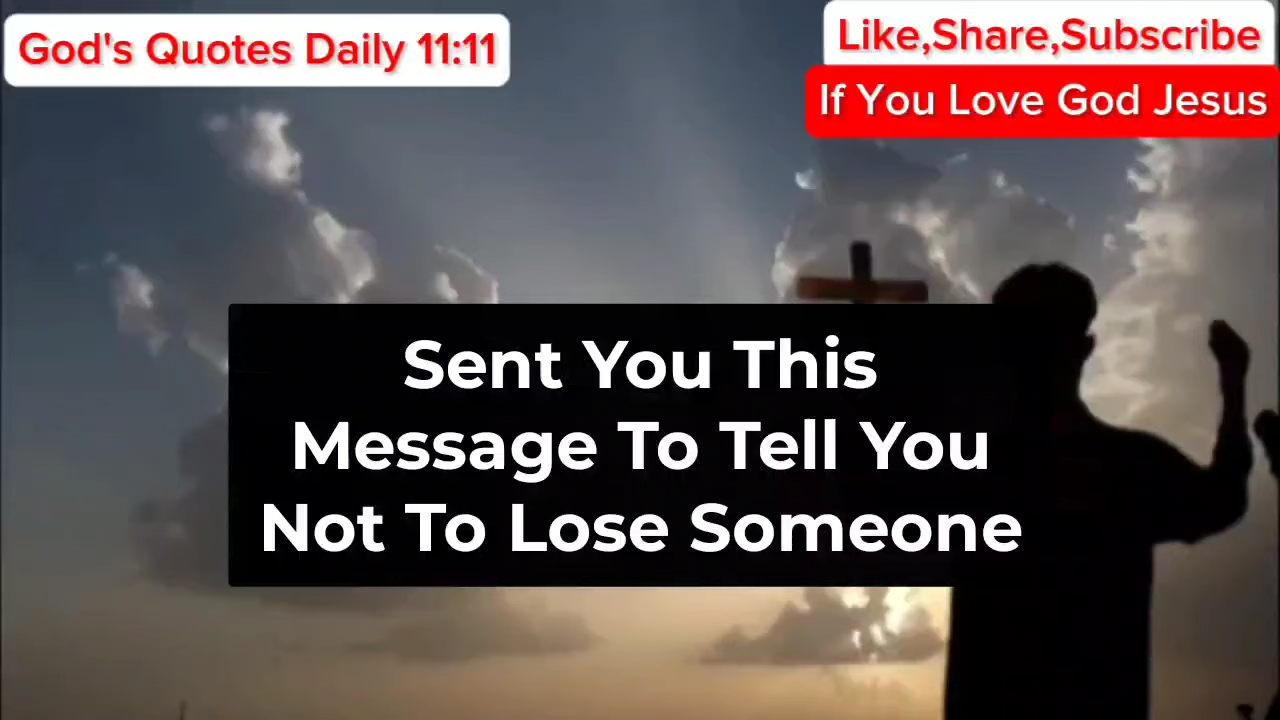 God's Quotes Daily 11:11
Like,Share,Subscribe
If You Love God Jesus
Sent You This
Message To Tell You
Not To Lose Someone